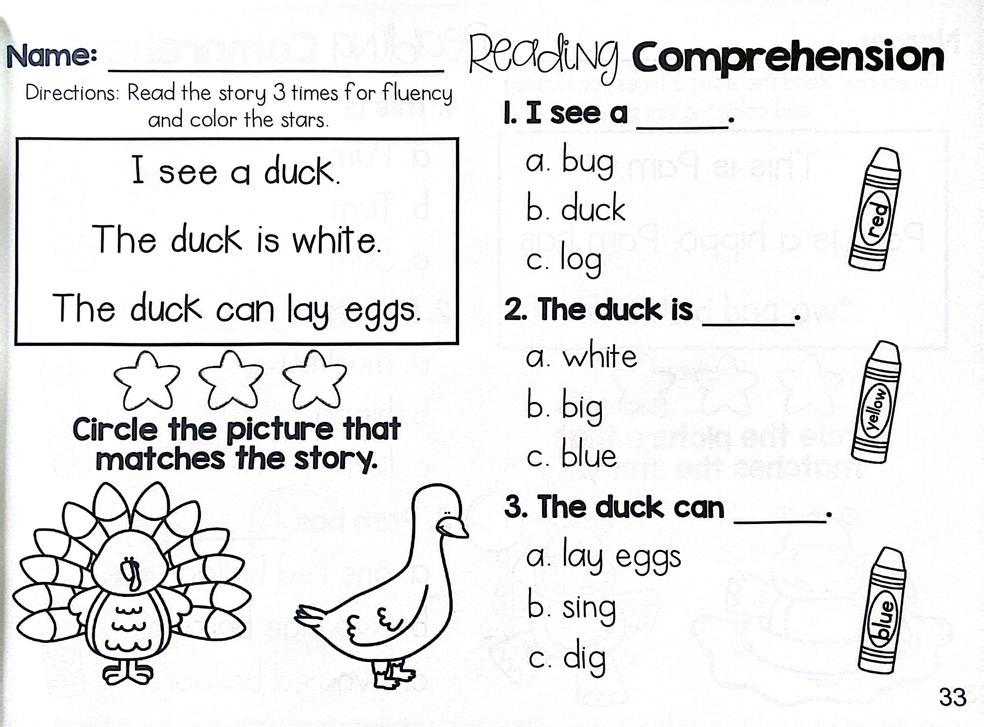 Name:
Directions: Read the story 3 times for fluency
and color the stars.
I see a duck.
The duck is white.
The duck can lay eggs.
Circle the picture that
matches the story.
Reading Comprehension
1. I see a ______.
a. bug
b. duck
c. log
red
2. The duck is ______.
a. white
b. big
c. blue
yellow
3. The duck can ______.
a. lay eggs
b. sing
c. dig
blue
33